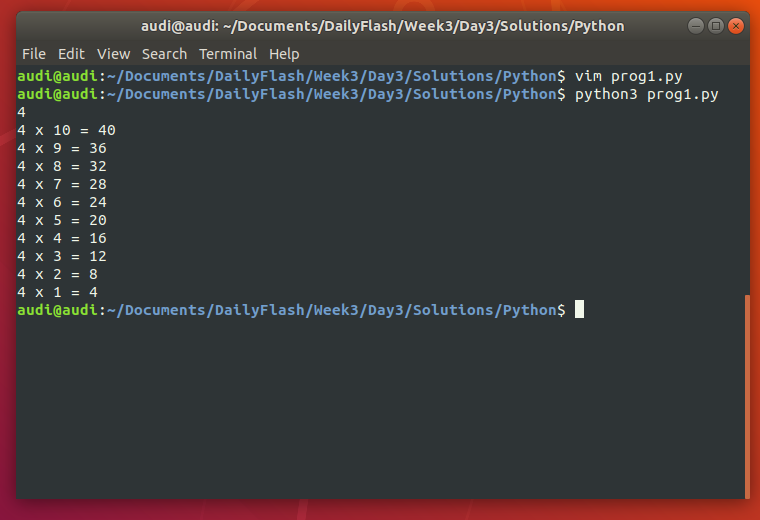 audi@audi: ~/Documents/DailyFlash/Week3/Day3/Solutions/Python
File Edit View Search Terminal Help
audi@audi:~/Documents/DailyFlash/Week3/Day3/Solutions/Python$ vim prog1.py
audi@audi:~/Documents/DailyFlash/Week3/Day3/Solutions/Python$ python3 prog1.py
4
4 x 10 = 40
4 x 9 = 36
4 x 8 = 32
4 x 7 = 28
4 x 6 = 24
4 x 5 = 20
4 x 4 = 16
4 x 3 = 12
4 x 2 = 8
4 x 1 = 4
audi@audi:~/Documents/DailyFlash/Week3/Day3/Solutions/Python$